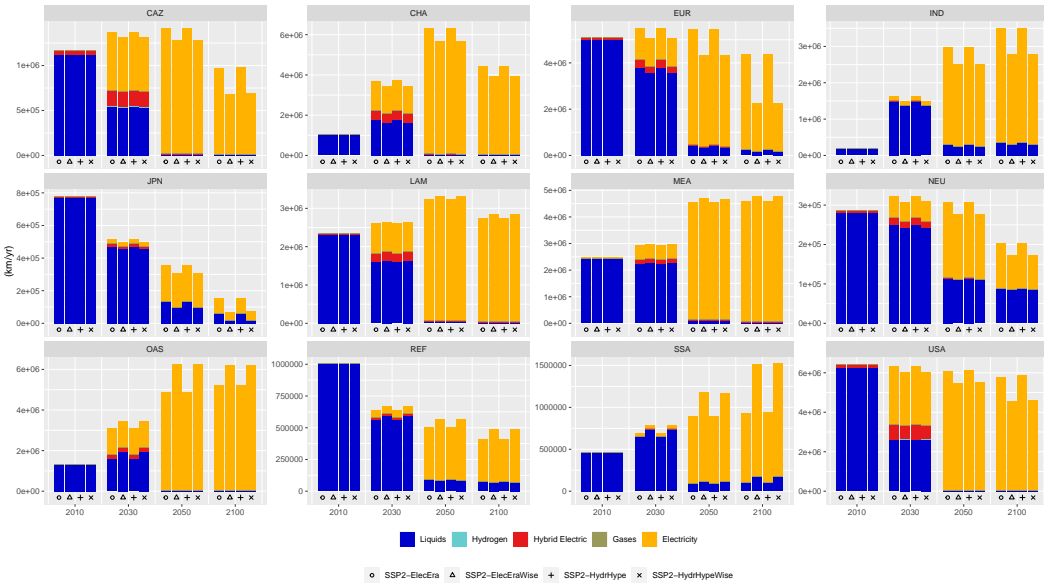 CAZ CHA EUR IND
1e+06
5e+05
0e+00
6e+06
4e+06
2e+06
0e+00
4e+06
2e+06
0e+00
3e+06
2e+06
1e+06
0e+00
JPN LAM MEA NEU
(km/yr)
8e+05
6e+05
4e+05
2e+05
0e+00
3e+06
2e+06
1e+06
0e+00
5e+06
4e+06
3e+06
2e+06
1e+06
0e+00
3e+05
2e+05
1e+05
0e+00
OAS REF SSA USA
6e+06
4e+06
2e+06
0e+00
1000000
750000
500000
250000
0
1500000
1000000
500000
0
6e+06
4e+06
2e+06
0e+00
2010 2030 2050 2100 2010 2030 2050 2100 2010 2030 2050 2100 2010 2030 2050 2100
Liquids Hydrogen Hybrid Electric Gases Electricity
SSP2-ElecEra SSP2-ElecEraWise SSP2-HydrHype SSP2-HydrHypeWise